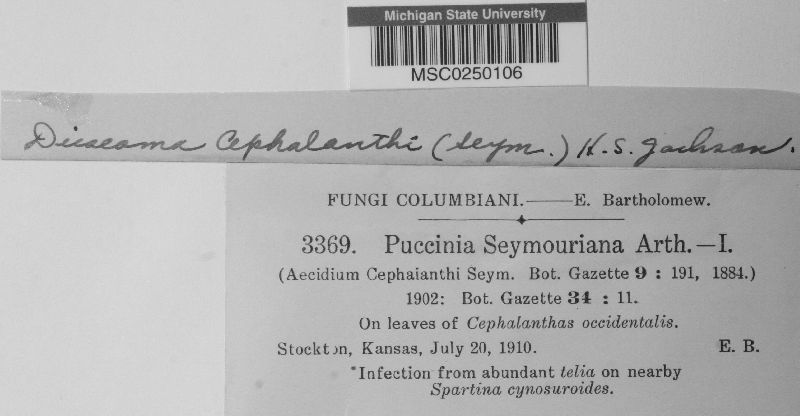 Michigan State University
MSC0250106
Dicaeoma Cephalanthi (Seym.) H. S. Jackson.
FUNGI COLUMBIANI.——E. Bartholomew.
3369. Puccinia Seymouriana Arth.—I.
(Aecidium Cephaianthi Seym. Bot. Gazette 9 : 191, 1884.)
1902: Bot. Gazette 34 : 11.
On leaves of Cephalanthas occidentalis.
Stockton, Kansas, July 20, 1910. E. B.
*Infection from abundant telia on nearby
Spartina cynosuroides.